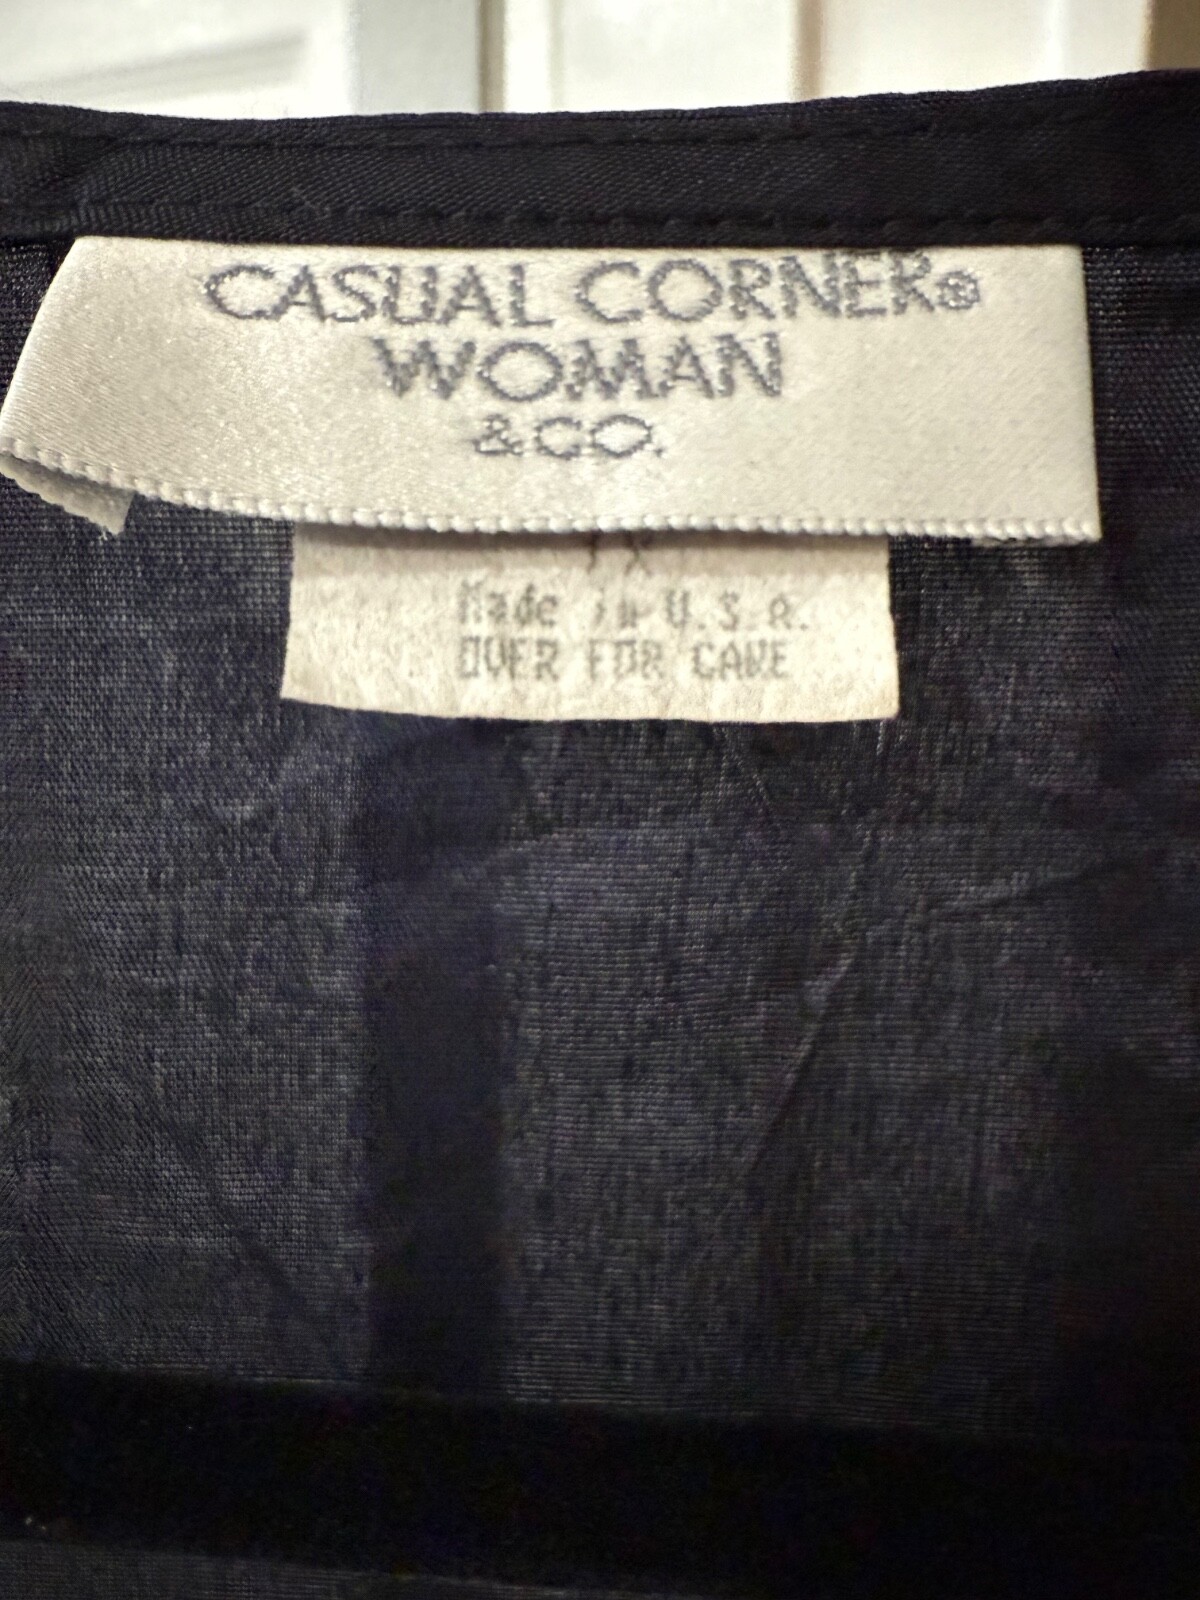 CASUAL CORNER®
WOMAN
& CO.
Made in U.S.A.
OVER FOR CARE